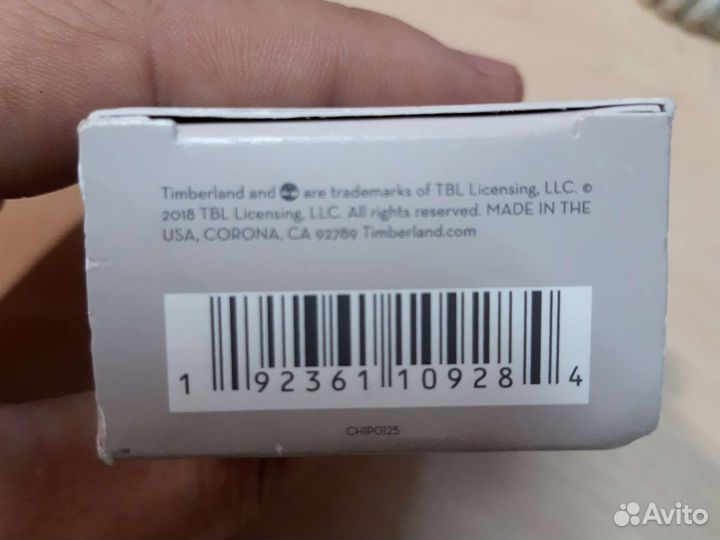 Timberland and are trademarks of TBL Licensing, LLC. ©
2018 TBL Licensing, LLC. All rights reserved. MADE IN THE
USA, CORONA, CA 92789 Timberland.com
1 92361 10928 4
CHIP0125
Avito